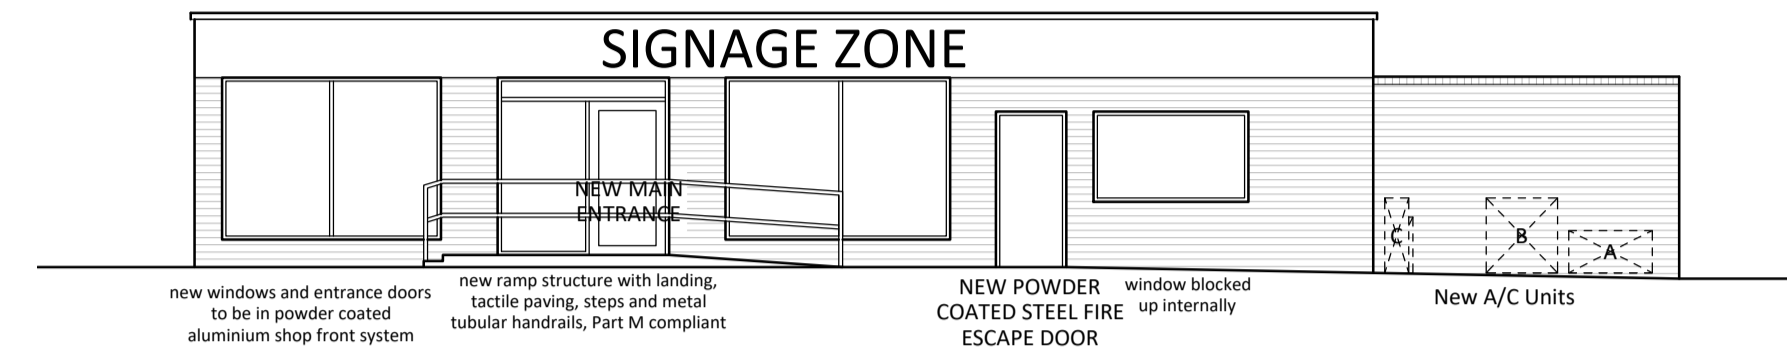 SIGNAGE ZONE
NEW MAIN
ENTRANCE
C
B
A
new windows and entrance doors
to be in powder coated
aluminium shop front system
new ramp structure with landing,
tactile paving, steps and metal
tubular handrails, Part M compliant
NEW POWDER
COATED STEEL FIRE
ESCAPE DOOR
window blocked
up internally
New A/C Units